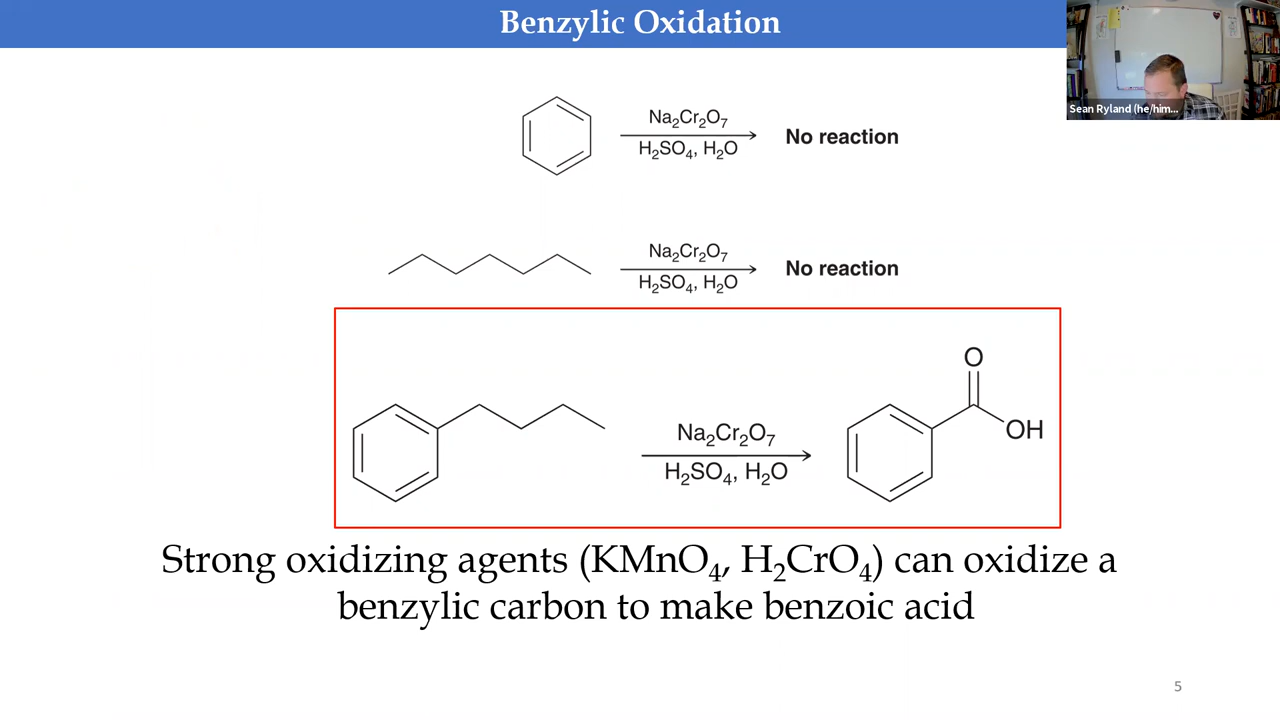 Benzylic Oxidation
Sean Ryland (he/him...
Na₂Cr₂O₇
H₂SO₄, H₂O
No reaction
Na₂Cr₂O₇
H₂SO₄, H₂O
No reaction
O
OH
Na₂Cr₂O₇
H₂SO₄, H₂O
Strong oxidizing agents (KMnO₄, H₂CrO₄) can oxidize a
benzylic carbon to make benzoic acid
5